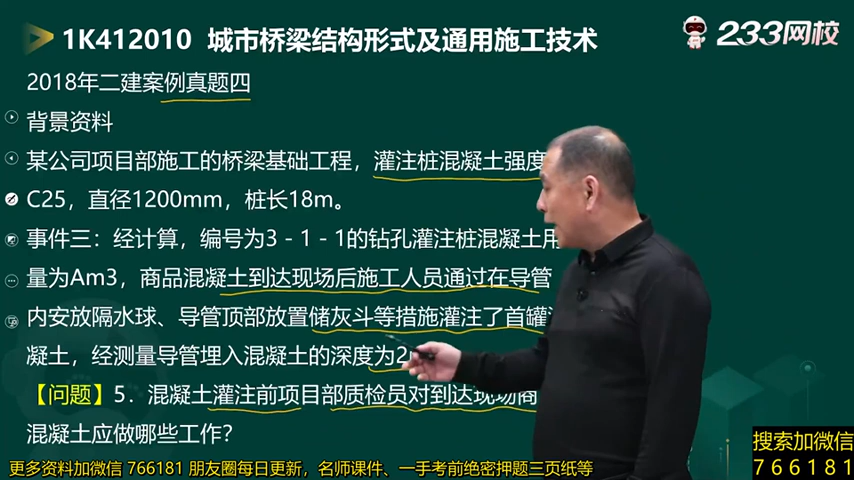 1K412010 城市桥梁结构形式及通用施工技术
233网校
2018年二建案例真题四
背景资料
某公司项目部施工的桥梁基础工程，灌注桩混凝土强度
C25，直径1200mm，桩长18m。
事件三：经计算，编号为3-1-1的钻孔灌注桩混凝土用
量为Am3，商品混凝土到达现场后施工人员通过在导管
内安放隔水球、导管顶部放置储灰斗等措施灌注了首罐
凝土，经测量导管埋入混凝土的深度为2
【问题】5．混凝土灌注前项目部质检员对到达现场商
混凝土应做哪些工作？
更多资料加微信 766181 朋友圈每日更新，名师课件、一手考前绝密押题三页纸等
搜索加微信
766181